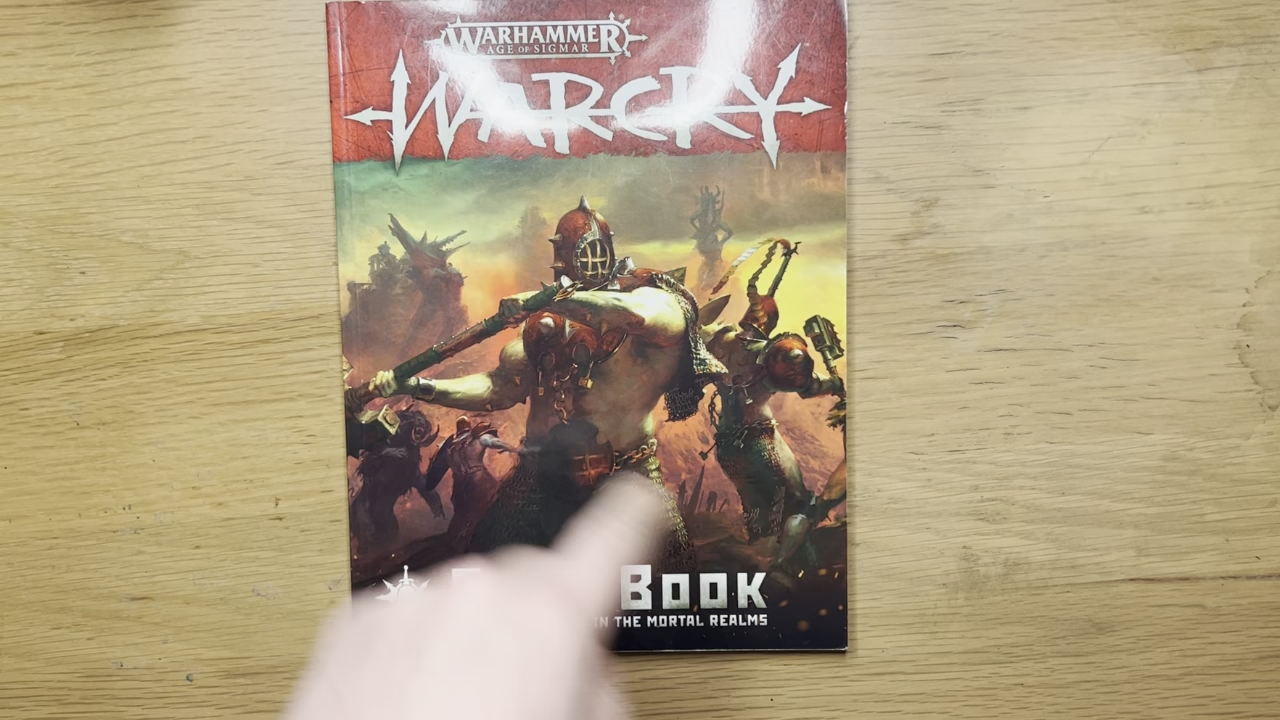 WARHAMMER
AGE OF SIGMAR
WARCRY
BOOK
IN THE MORTAL REALMS